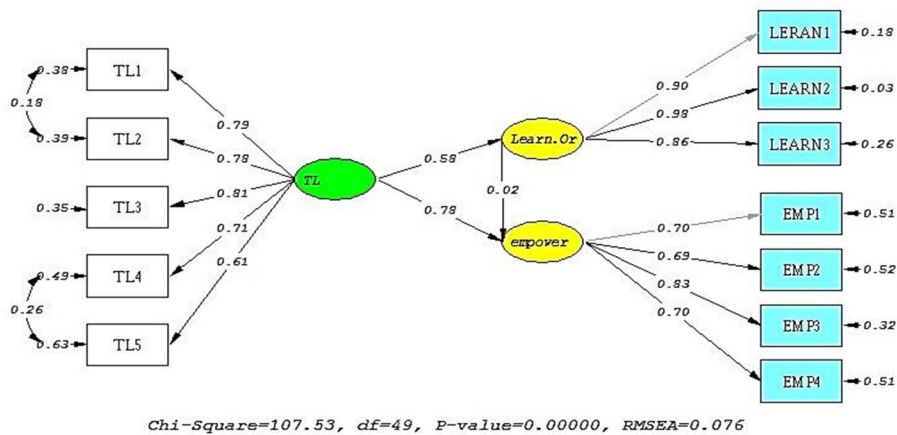 LERAN1
0.18
0.38
TL1
0.90
LEARN2
0.03
0.18
0.79
0.98
0.39
TL2
Learn.Or
0.86
LEARN3
0.26
0.78
0.58
TL
0.81
0.02
0.35
TL3
0.78
EMP1
0.51
0.71
0.70
empower
0.61
0.69
EMP2
0.52
0.49
TL4
0.83
0.26
0.70
EMP3
0.32
0.63
TL5
EMP4
0.51
Chi-Square=107.53, df=49, P-value=0.00000, RMSEA=0.076